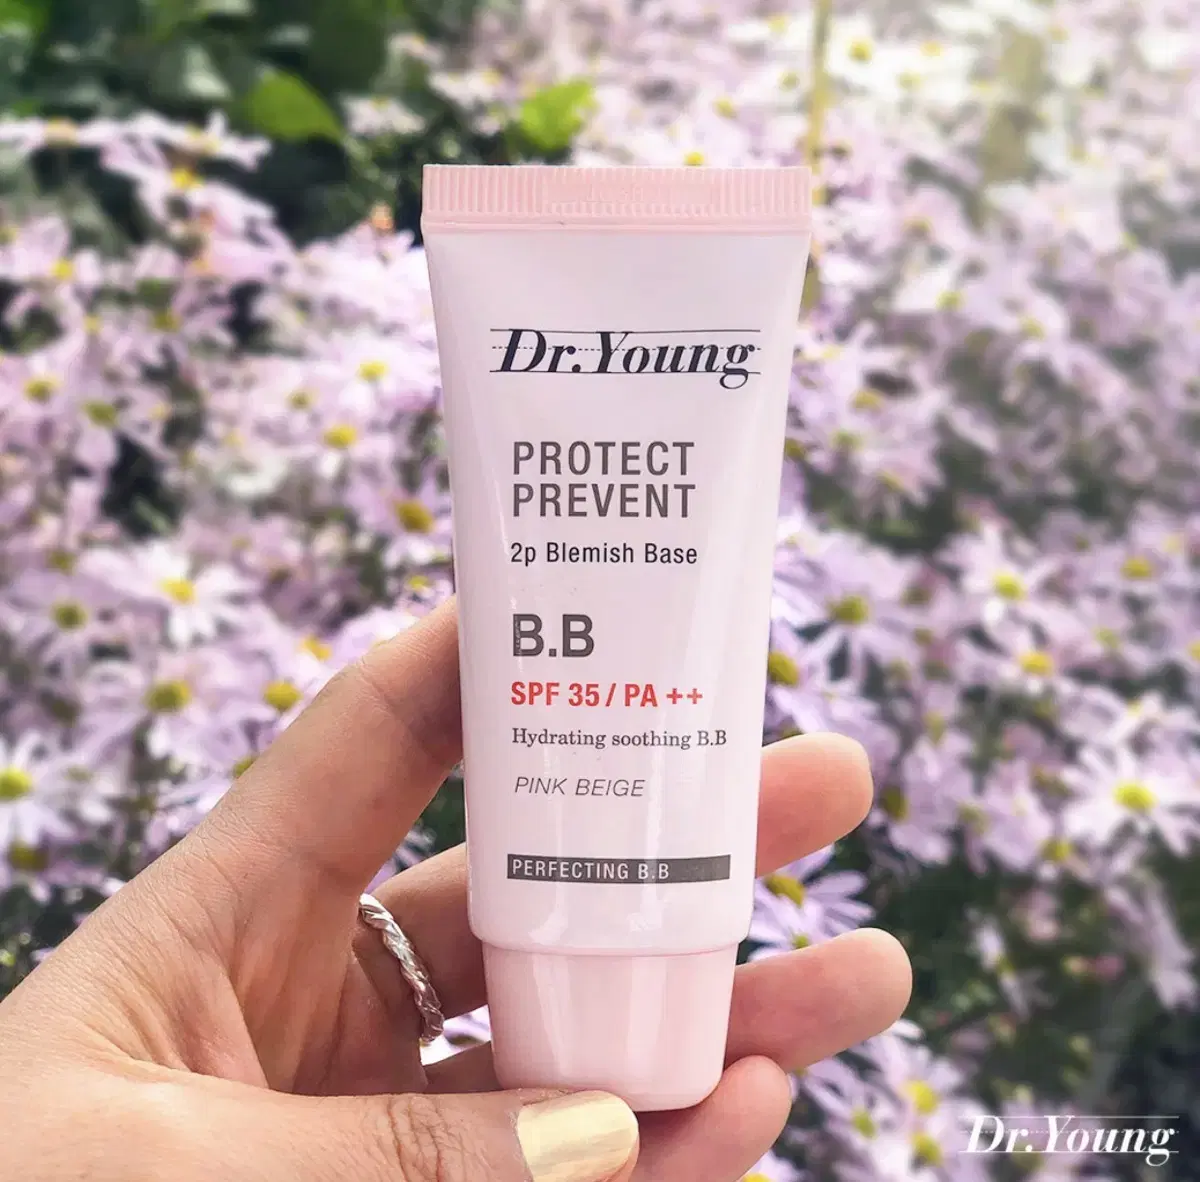 Dr.Young
PROTECT
PREVENT
2p Blemish Base
B.B
SPF 35 / PA ++
Hydrating soothing B.B
PINK BEIGE
PERFECTING B.B
Dr.Young